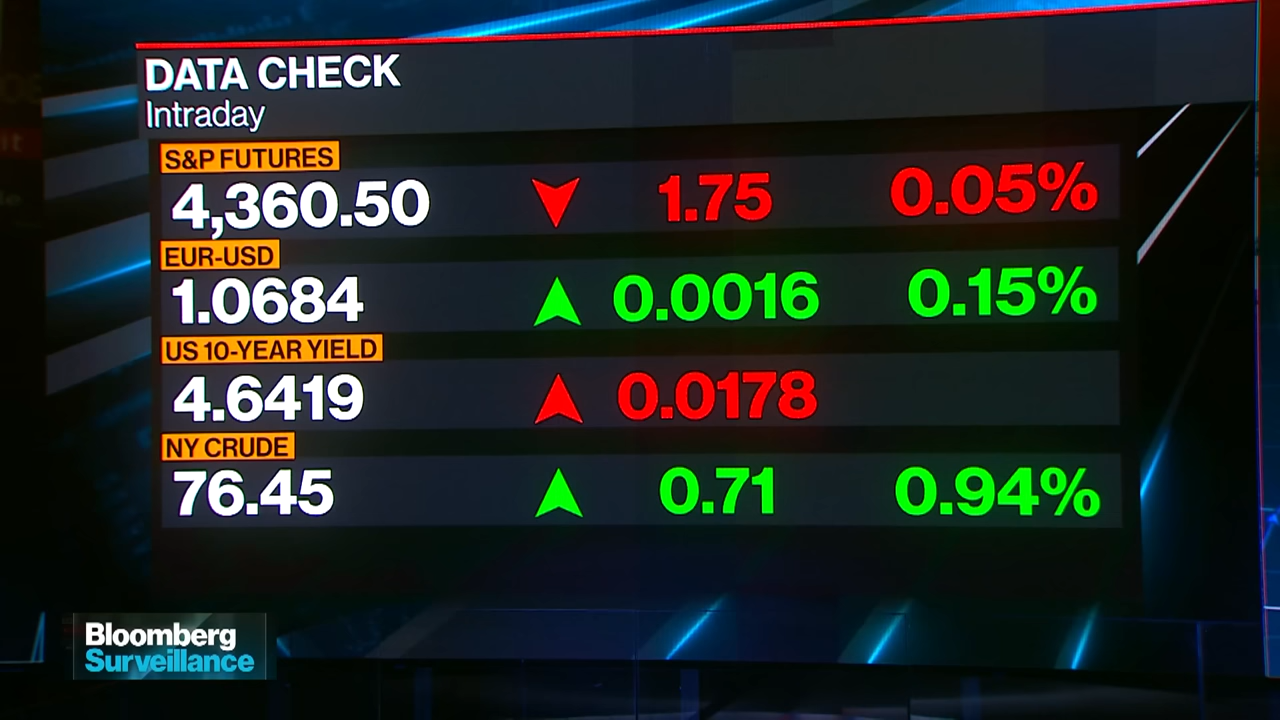 DATA CHECK
Intraday
S&P FUTURES
4,360.50 1.75 0.05%
EUR-USD
1.0684 0.0016 0.15%
US 10-YEAR YIELD
4.6419 0.0178
NY CRUDE
76.45 0.71 0.94%
Bloomberg
Surveillance